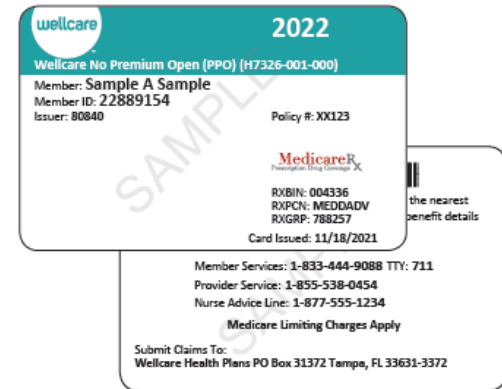 wellcare
2022
Wellcare No Premium Open (PPO) (H7326-001-000)
Member: Sample A Sample
Member ID: 22889154
Issuer: 80840
Policy #: XX123
SAMPLE
MedicareRx
Prescription Drug Coverage
RXBIN: 004336
RXPCN: MEDDADV
RXGRP: 788257
Card Issued: 11/18/2021
the nearest
benefit details
Member Services: 1-833-444-9088 TTY: 711
Provider Service: 1-855-538-0454
Nurse Advice Line: 1-877-555-1234
Medicare Limiting Charges Apply
SAMPLE
Submit Claims To:
Wellcare Health Plans PO Box 31372 Tampa, FL 33631-3372